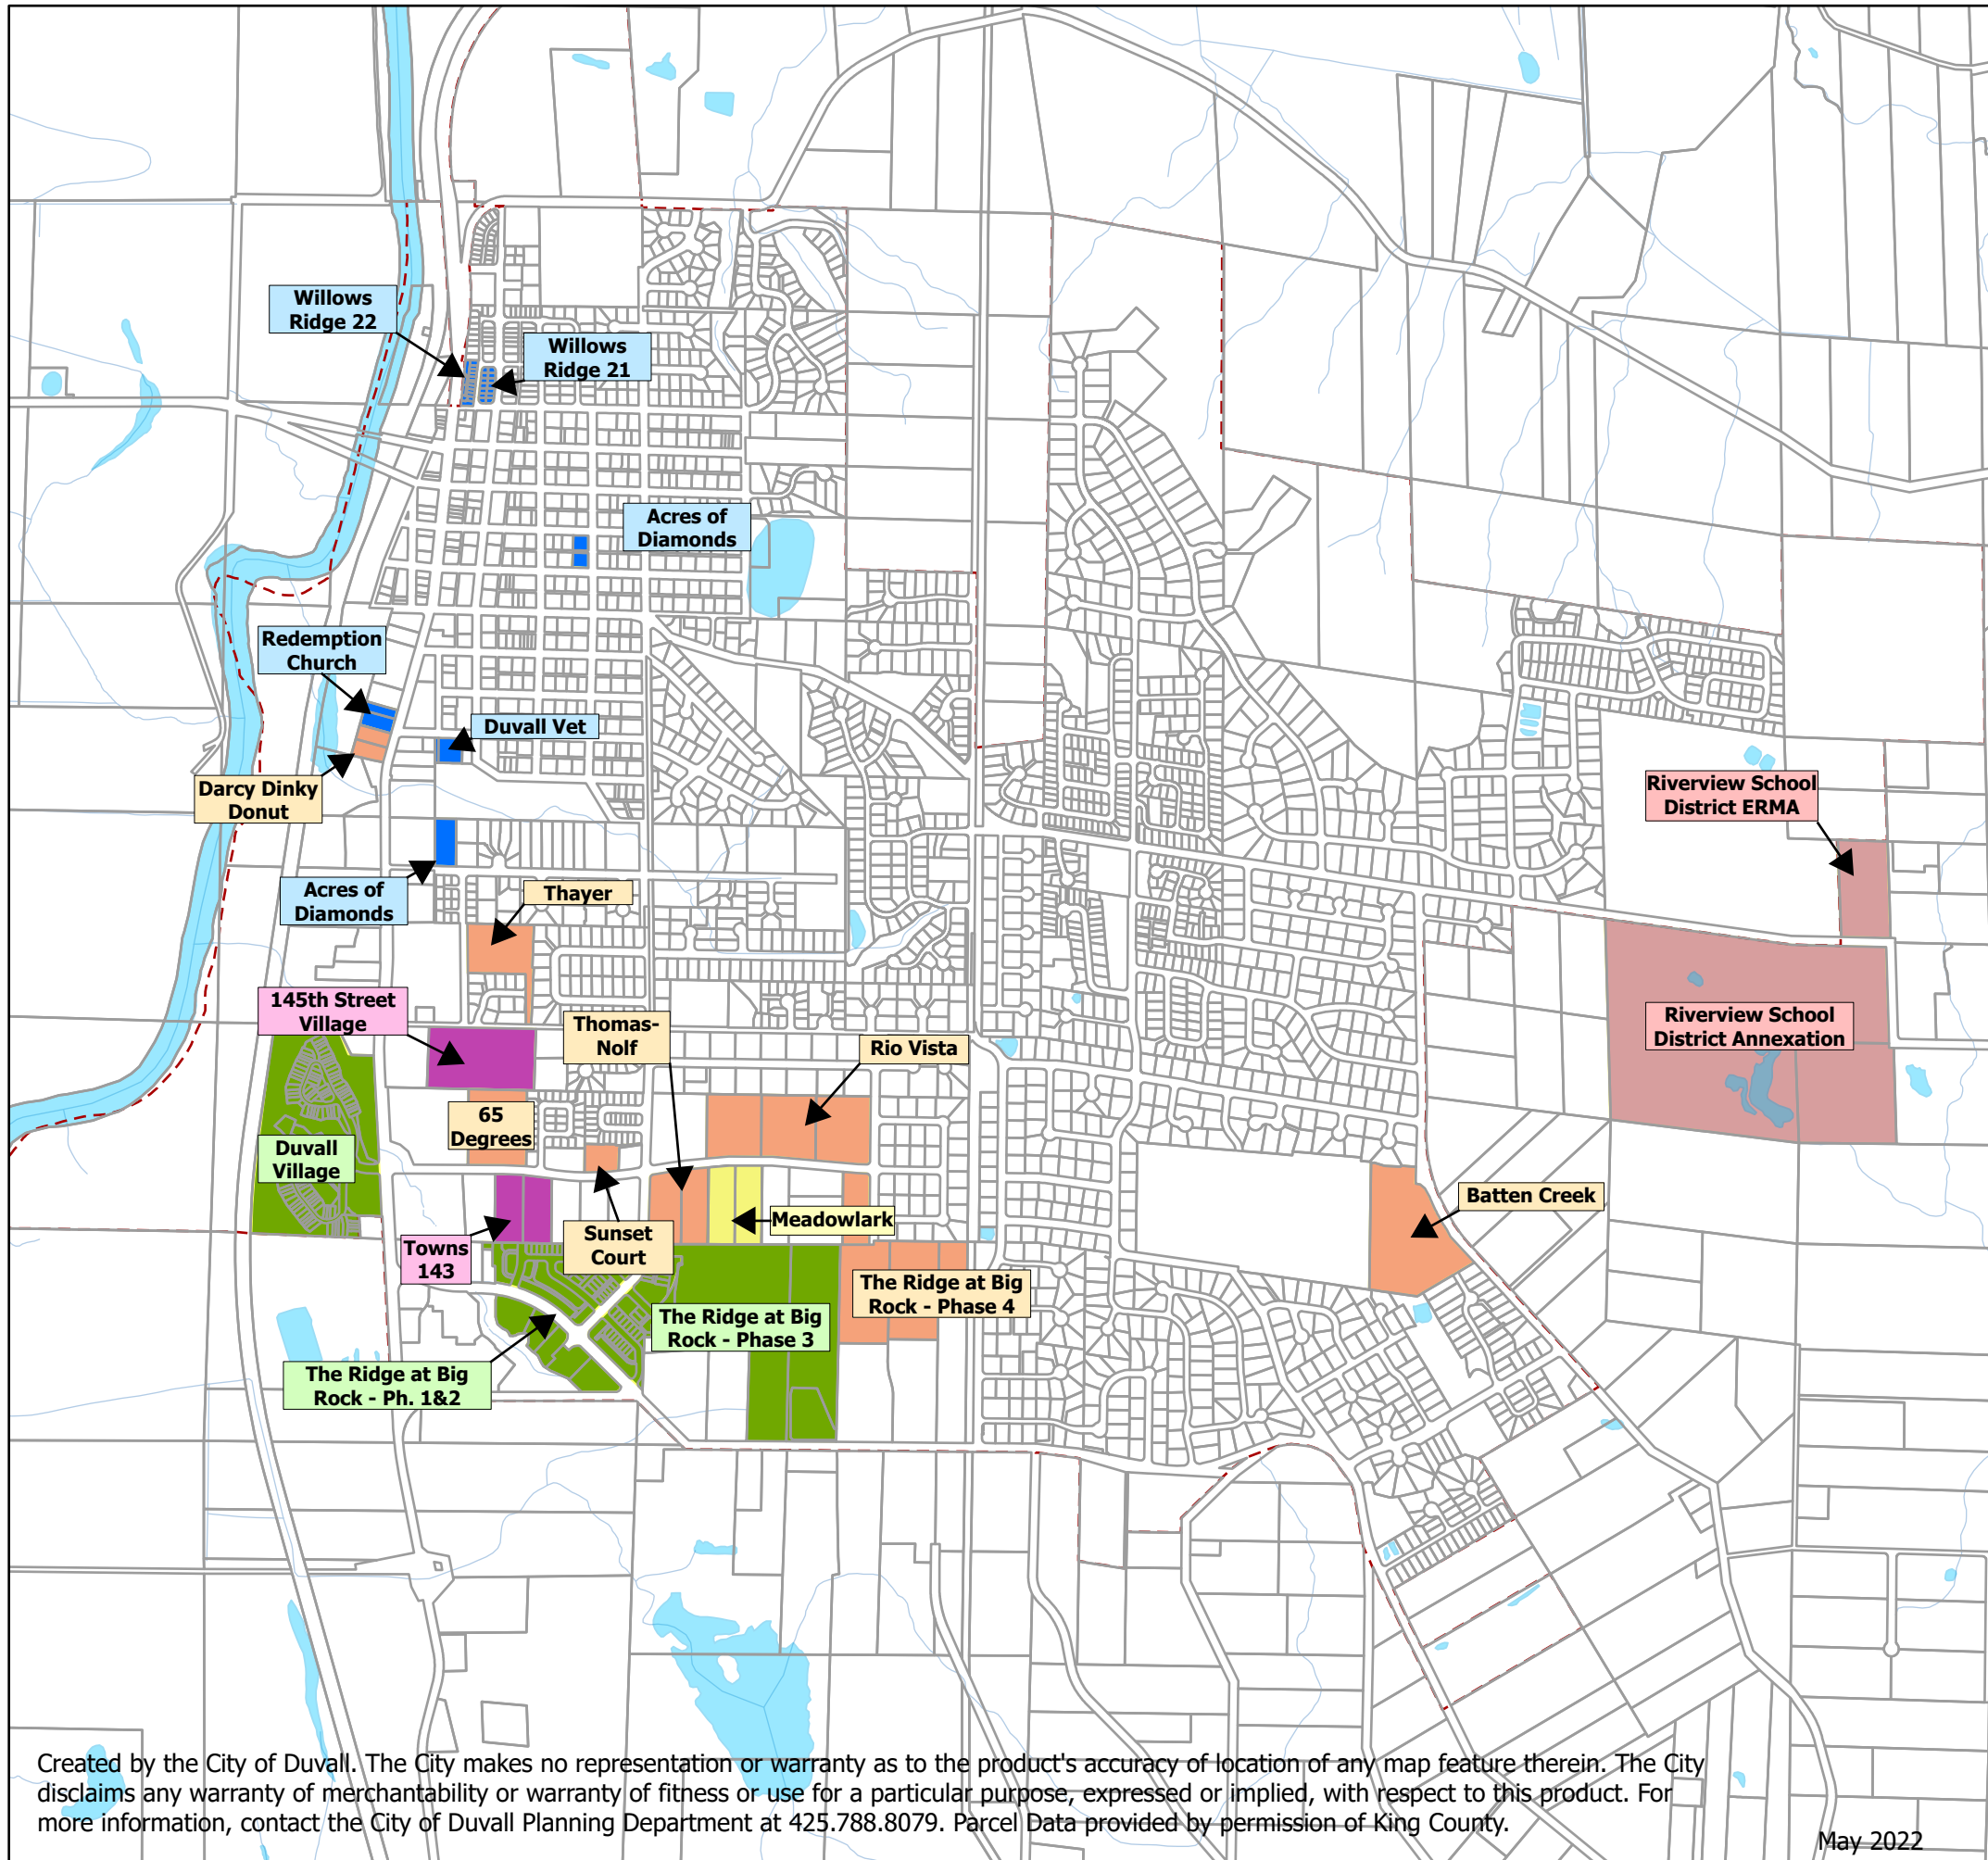 Willows
Ridge 22
Willows
Ridge 21
Acres of
Diamonds
Redemption
Church
Duvall Vet
Darcy Dinky
Donut
Riverview School
District ERMA
Acres of
Diamonds
Thayer
145th Street
Village
Thomas-
Nolf
Rio Vista
Riverview School
District Annexation
65
Degrees
Duvall
Village
Batten Creek
Meadowlark
Sunset
Court
Towns
143
The Ridge at Big
Rock - Phase 4
The Ridge at Big
Rock - Phase 3
The Ridge at Big
Rock - Ph. 1&2
Created by the City of Duvall. The City makes no representation or warranty as to the product's accuracy of location of any map feature therein. The City
disclaims any warranty of merchantability or warranty of fitness or use for a particular purpose, expressed or implied, with respect to this product. For
more information, contact the City of Duvall Planning Department at 425.788.8079. Parcel Data provided by permission of King County.
May 2022